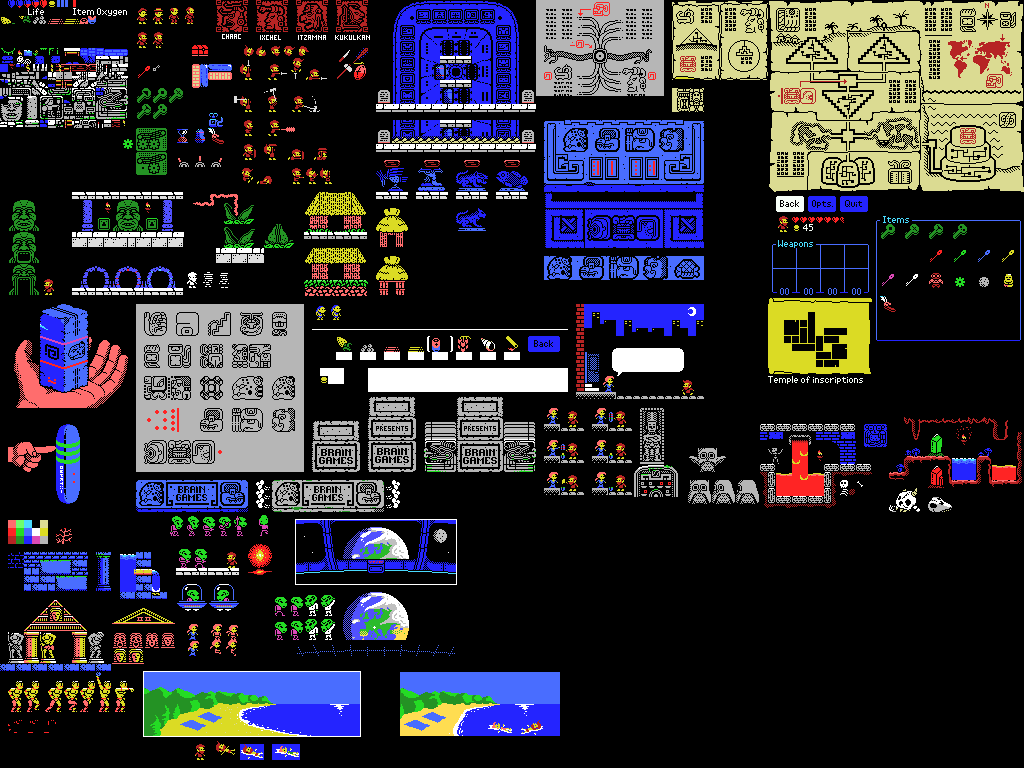 Life Item Oxygen
CHAAC IXCHEL ITZAMNA KUKULKAN
N
Back Opts. Quit
45
Items
Weapons
00 00 00 00
Temple of inscriptions
Back
PRESENTS PRESENTS
BRAIN GAMES
BRAIN GAMES
BRAIN GAMES
BRAIN GAMES
BRAIN GAMES